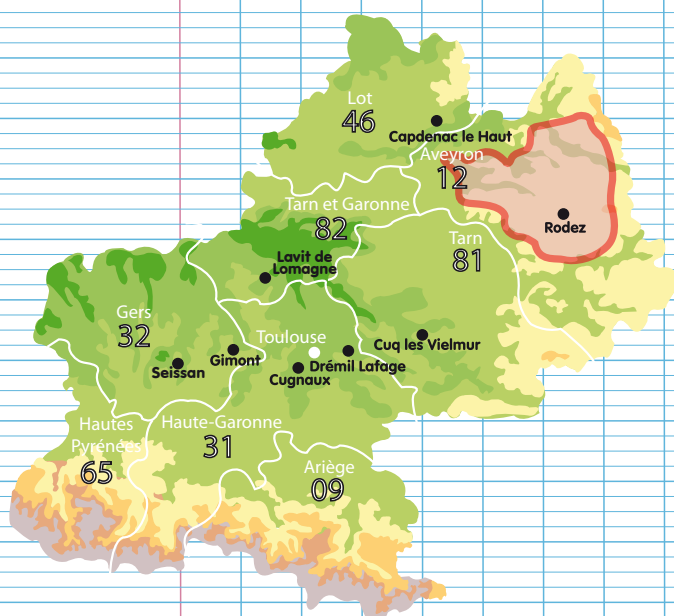 Lot
46
Capdenac le Haut
Aveyron
12
Tarn et Garonne
82
Rodez
Tarn
81
Lavit de
Lomagne
Gers
32
Toulouse
Cuq les Vielmur
Gimont
Seissan
Drémil Lafage
Cugnaux
Hautes
Pyrénées
65
Haute-Garonne
31
Ariège
09